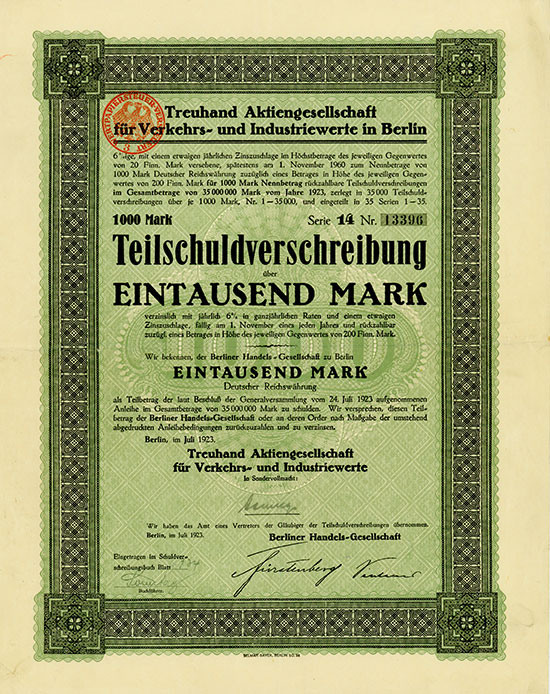 WERTPAPIERSTEUER VERSTEUERT
Treuhand Aktiengesellschaft
für Verkehrs- und Industriewerte in Berlin
6%ige, mit einem etwaigen jährlichen Zinszuschlage im Höchstbetrage des jeweiligen Gegenwertes
von 20 Finn. Mark versehene, spätestens am 1. November 1960 zum Nennbetrage von
1000 Mark Deutscher Reichswährung zuzüglich eines Betrages in Höhe des jeweiligen Gegen-
wertes von 200 Finn. Mark für 1000 Mark Nennbetrag rückzahlbare Teilschuldverschreibungen
im Gesamtbetrage von 35 000 000 Mark vom Jahre 1923, zerlegt in 35 000 Teilschuld-
verschreibungen über je 1000 Mark, Nr. 1—35 000, und eingeteilt in 35 Serien 1—35.
1000 Mark Serie 14 Nr. 13396
Teilschuldverschreibung
über
EINTAUSEND MARK
verzinslich mit jährlich 6% in ganzjährlichen Raten und einem etwaigen
Zinszuschlage, fällig am 1. November eines jeden Jahres und rückzahlbar
zuzügl. eines Betrages in Höhe des jeweiligen Gegenwertes von 200 Finn. Mark.
Wir bekennen, der Berliner Handels-Gesellschaft zu Berlin
EINTAUSEND MARK
Deutscher Reichswährung
als Teilbetrag der laut Beschluß der Generalversammlung vom 24. Juli 1923 aufgenommenen
Anleihe im Gesamtbetrage von 35 000 000 Mark zu schulden. Wir versprechen, diesen Teil-
betrag der Berliner Handels-Gesellschaft oder an deren Order nach Maßgabe der umstehend
abgedruckten Anleihebedingungen zurückzuzahlen und zu verzinsen.
Berlin, im Juli 1923.
Treuhand Aktiengesellschaft
für Verkehrs- und Industriewerte
In Sondervollmacht:
Wir haben das Amt eines Vertreters der Gläubiger der Teilschuldverschreibungen übernommen.
Berlin, im Juli 1923.
Berliner Handels-Gesellschaft
Eingetragen im Schuldver-
schreibungsbuch Blatt
Fürstenberg
Buchführer.